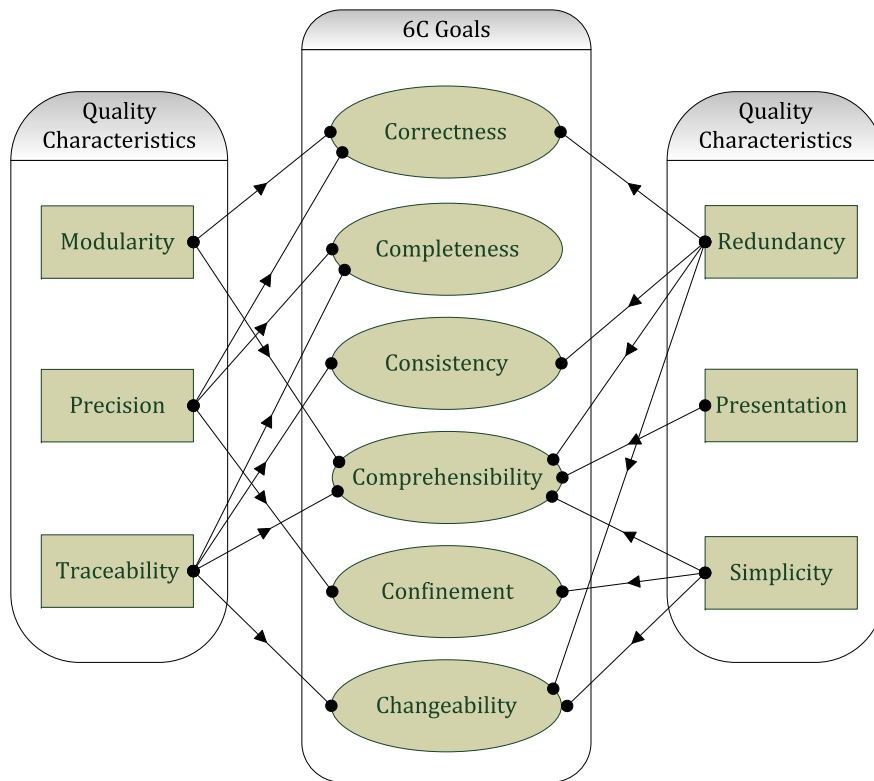 6C Goals
Quality
Characteristics
Modularity
Precision
Traceability
Correctness
Completeness
Consistency
Comprehensibility
Confinement
Changeability
Quality
Characteristics
Redundancy
Presentation
Simplicity